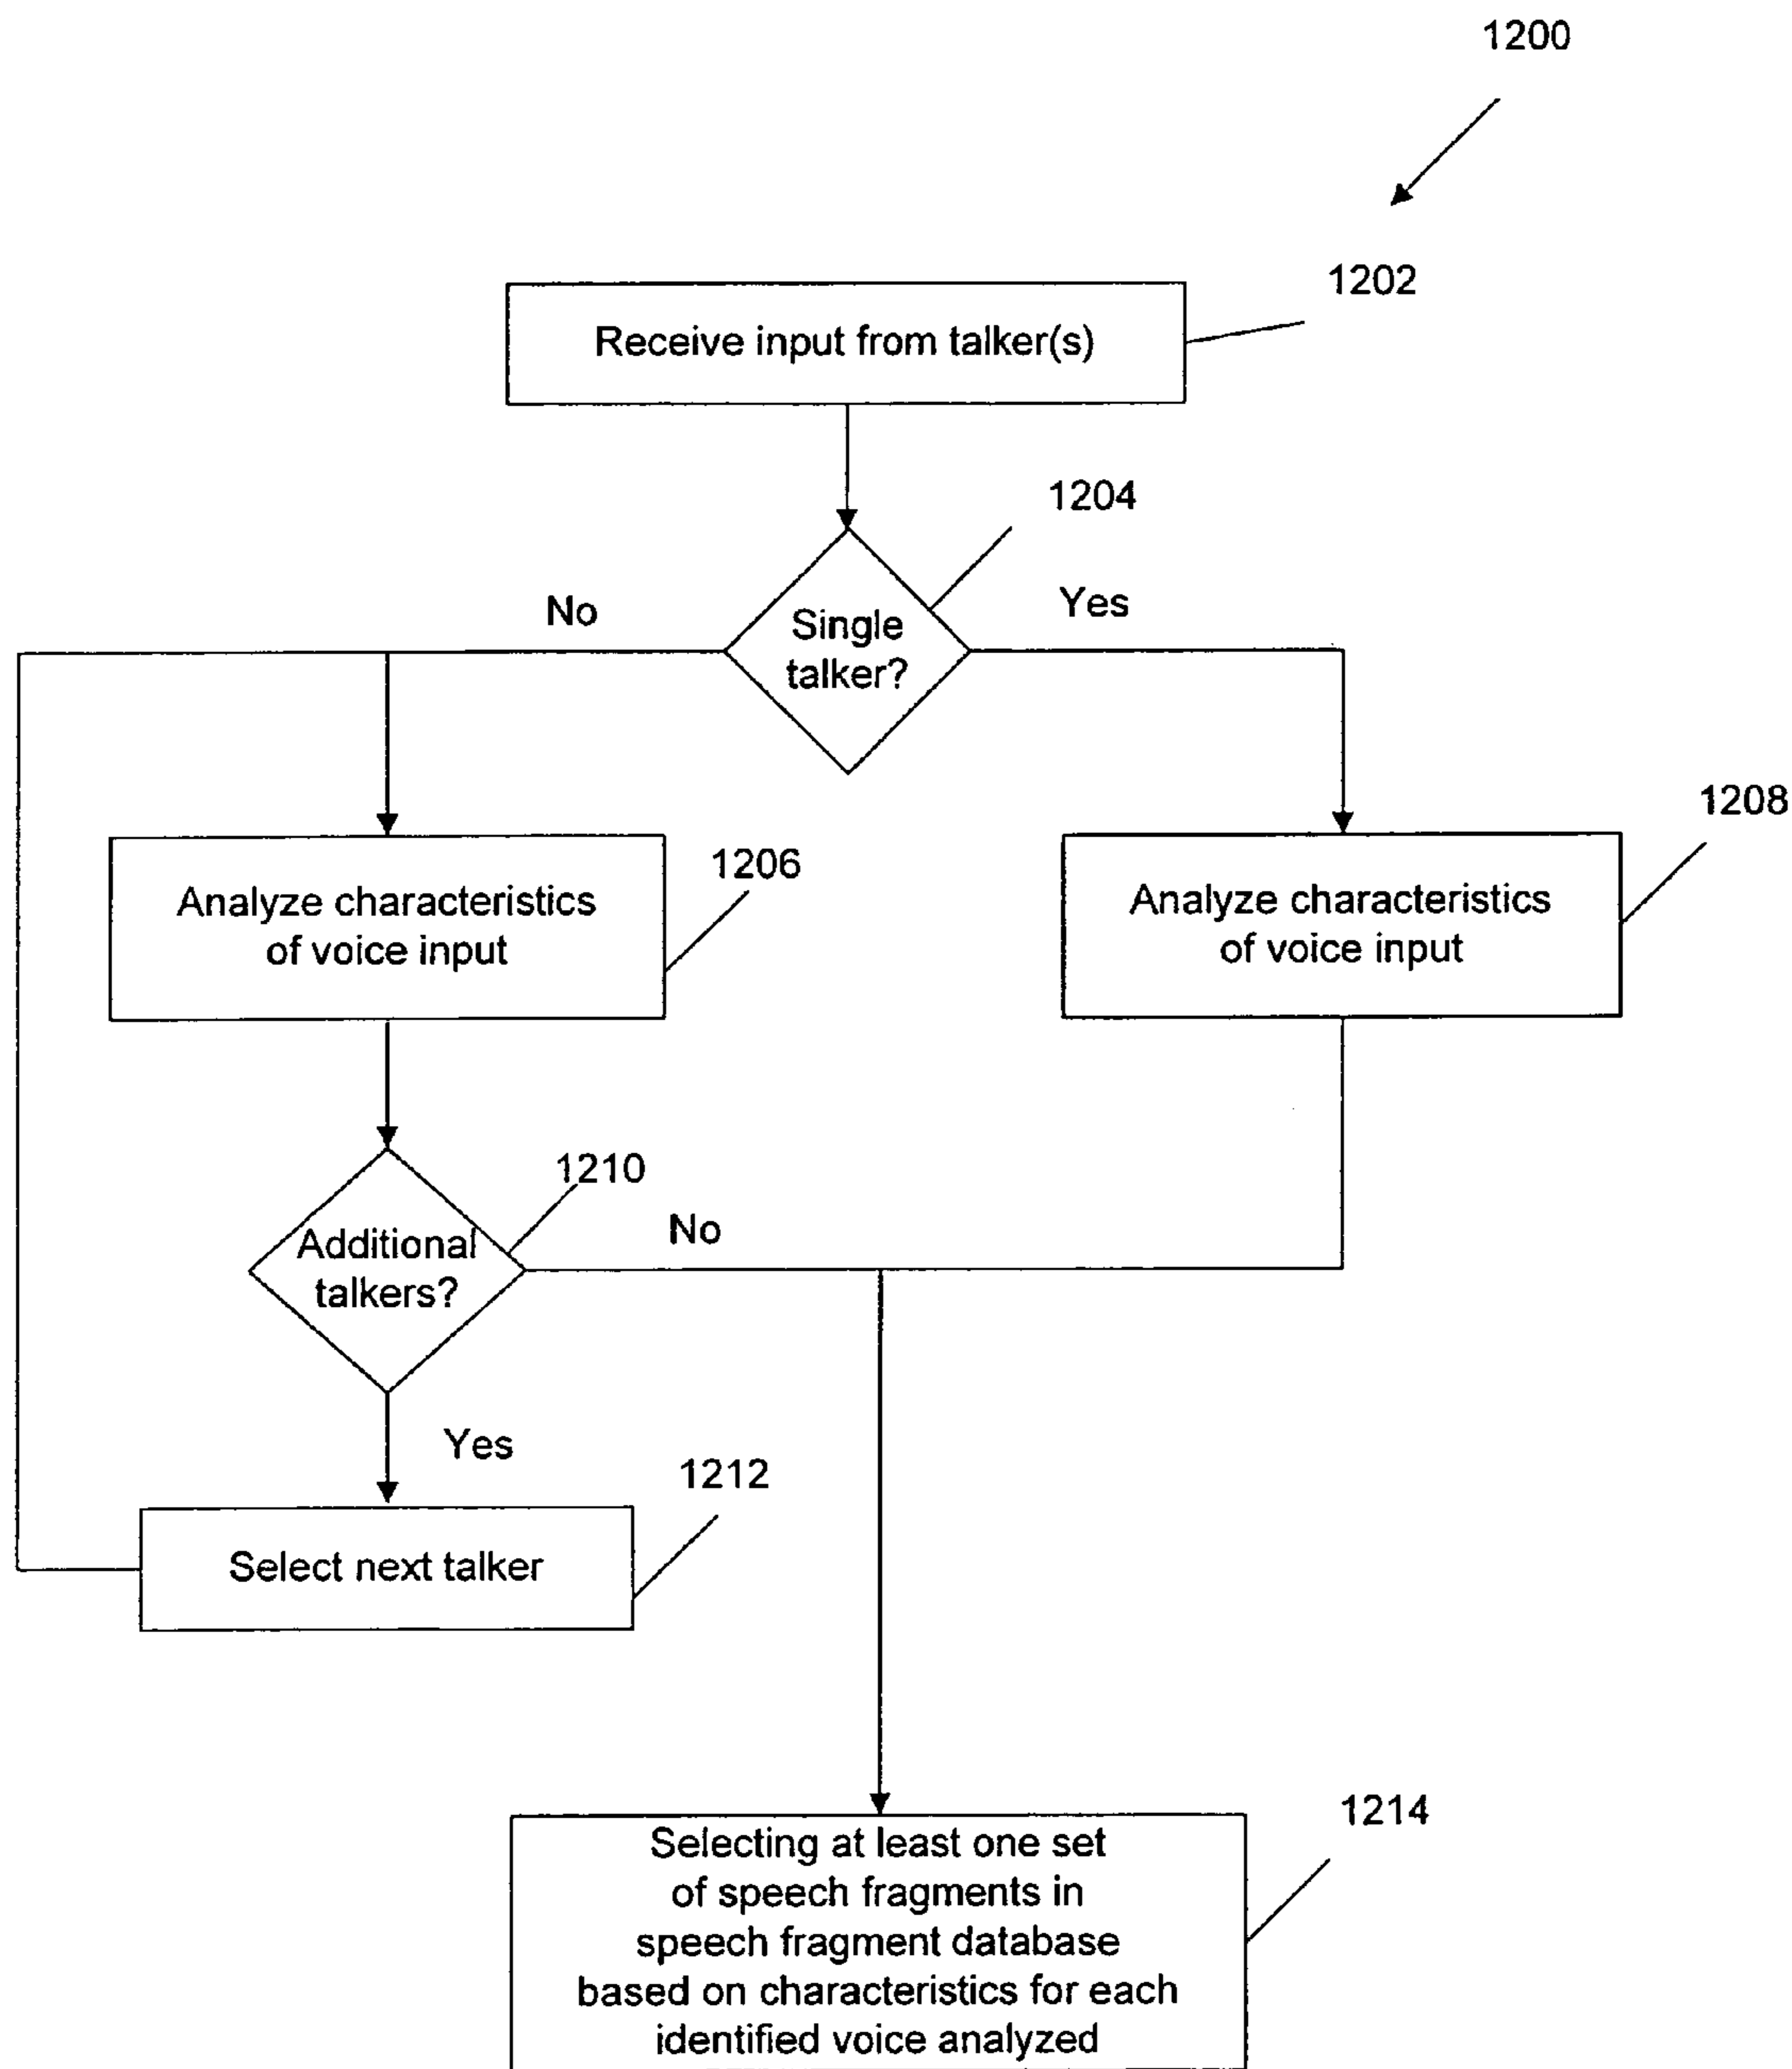 1200
1202
Receive input from talker(s)
1204
No
Yes
Single
talker?
1208
1206
Analyze characteristics
of voice input
Analyze characteristics
of voice input
1210
No
Additional
talkers?
Yes
1212
Select next talker
1214
Selecting at least one set
of speech fragments in
speech fragment database
based on characteristics for each
identified voice analyzed